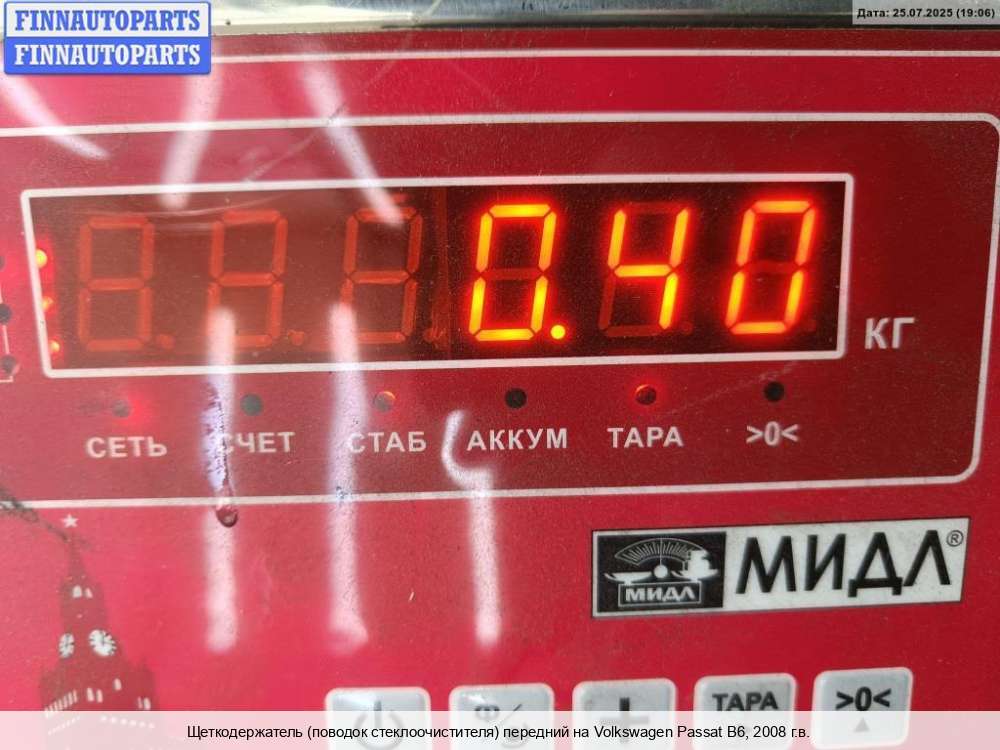 FINNAUTOPARTS
FINNAUTOPARTS
Дата: 25.07.2025 (19:06)
0.40
КГ
СЕТЬ СЧЕТ СТАБ АККУМ ТАРА >0<
МИДЛ МИДЛ®
ТАРА >0<
Щеткодержатель (поводок стеклоочистителя) передний на Volkswagen Passat B6, 2008 г.в.